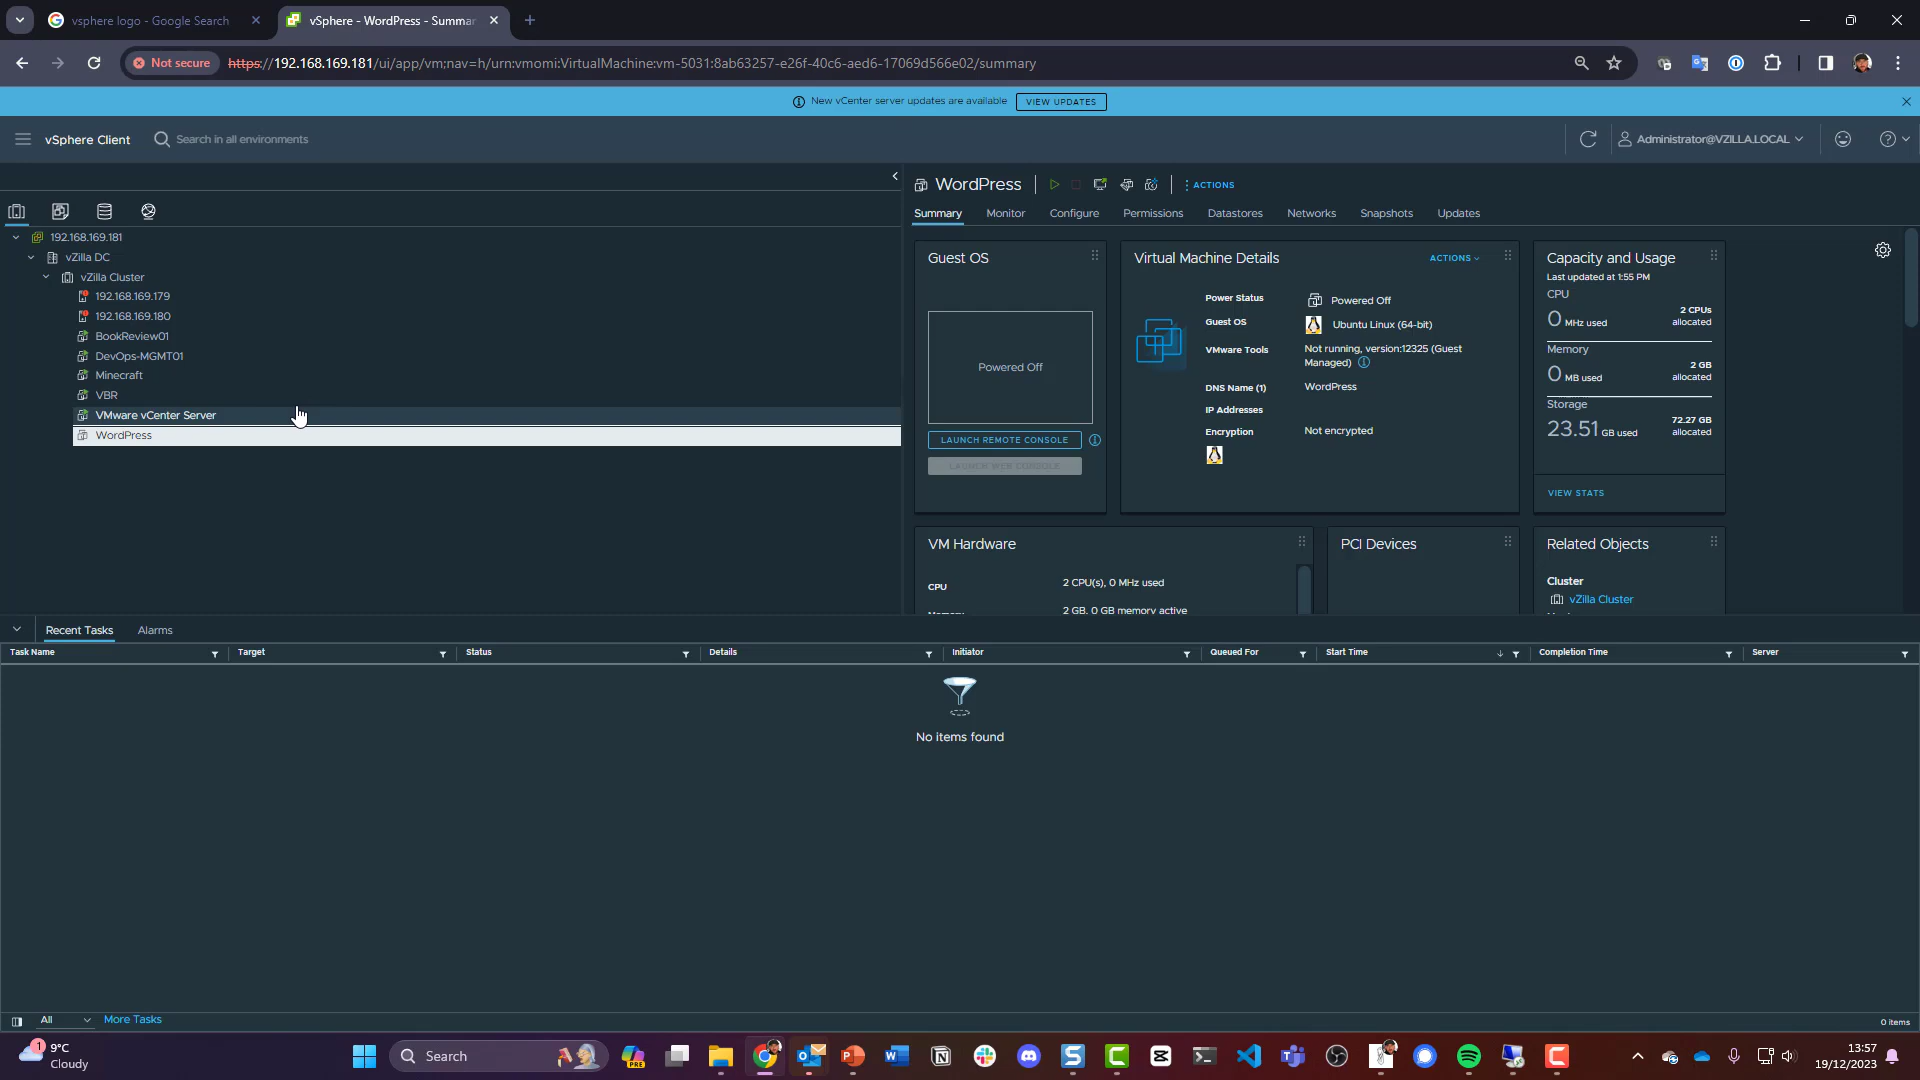 vsphere logo - Google Search
vSphere - WordPress - Summar
Not secure
https://192.168.169.181/ui/app/vm;nav=h/urn:vmomi:VirtualMachine:vm-5031:8ab63257-e26f-40c6-aed6-17069d566e02/summary
New vCenter server updates are available VIEW UPDATES
vSphere Client
Search in all environments
Administrator@VZILLA.LOCAL
192.168.169.181
vZilla DC
vZilla Cluster
192.168.169.179
192.168.169.180
BookReview01
DevOps-MGMT01
Minecraft
VBR
VMware vCenter Server
WordPress
WordPress
ACTIONS
Summary Monitor Configure Permissions Datastores Networks Snapshots Updates
Guest OS
Powered Off
LAUNCH REMOTE CONSOLE
LAUNCH WEB CONSOLE
Virtual Machine Details
ACTIONS
Power Status Powered Off
Guest OS Ubuntu Linux (64-bit)
VMware Tools Not running, version:12325 (Guest
Managed)
DNS Name (1) WordPress
IP Addresses
Encryption Not encrypted
Capacity and Usage
Last updated at 1:55 PM
CPU
0 MHz used 2 CPUs
allocated
Memory
0 MB used 2 GB
allocated
Storage
23.51 GB used 72.27 GB
allocated
VIEW STATS
VM Hardware
CPU 2 CPU(s), 0 MHz used
Memory 2 GB, 0 GB memory active
PCI Devices
Related Objects
Cluster
vZilla Cluster
Recent Tasks Alarms
Task Name Target Status Details Initiator Queued For Start Time Completion Time Server
No items found
All More Tasks
0 items
1
9°C
Cloudy
Search
PRE
13:57
19/12/2023